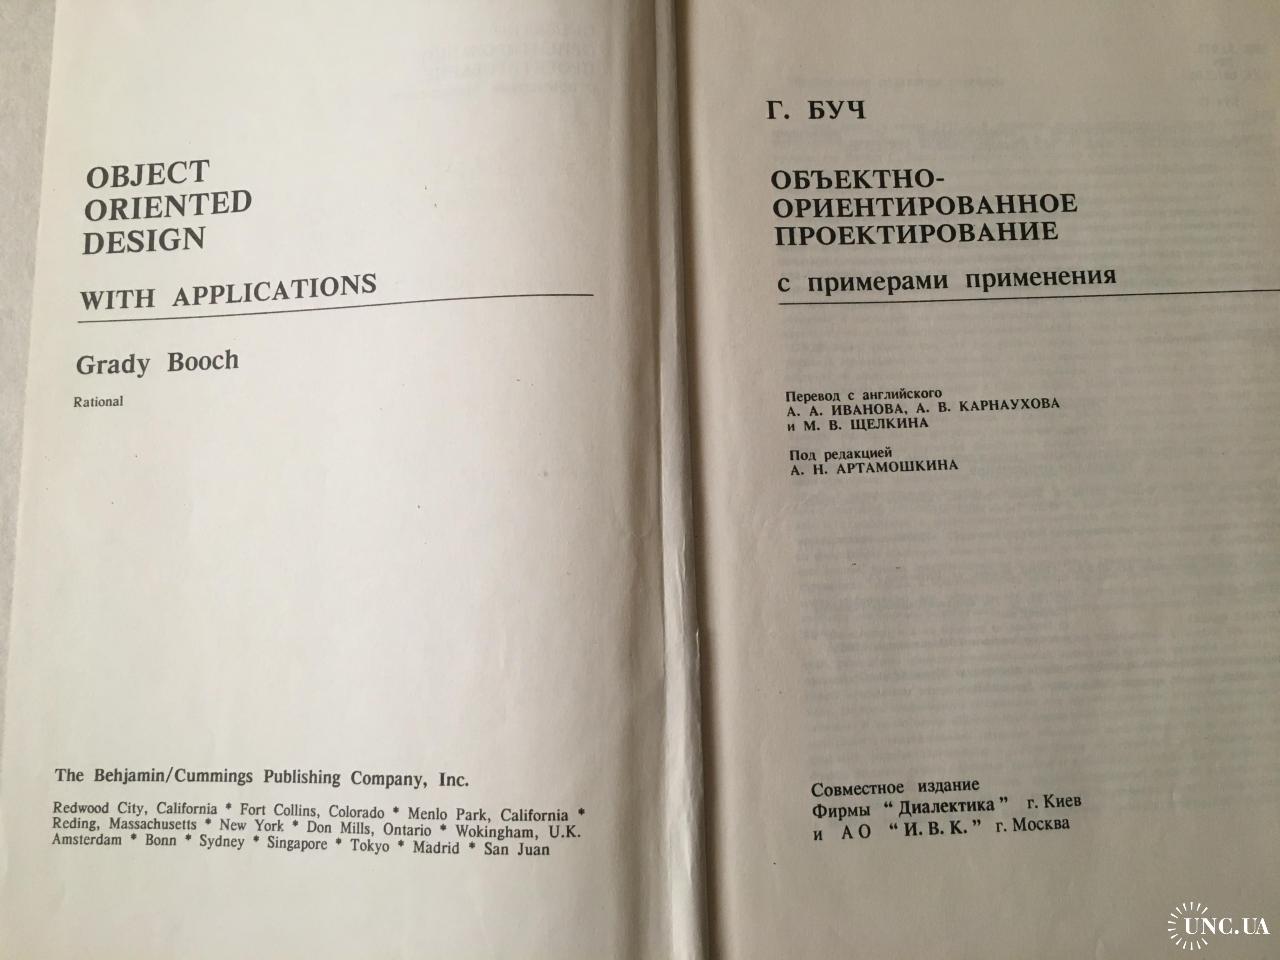 OBJECT
ORIENTED
DESIGN
WITH APPLICATIONS
Grady Booch
Rational
The Behjamin/Cummings Publishing Company, Inc.
Redwood City, California * Fort Collins, Colorado * Menlo Park, California *
Reding, Massachusetts * New York * Don Mills, Ontario * Wokingham, U.K.
Amsterdam * Bonn * Sydney * Singapore * Tokyo * Madrid * San Juan
Г. БУЧ
ОБЪЕКТНО-
ОРИЕНТИРОВАННОЕ
ПРОЕКТИРОВАНИЕ
с примерами применения
Перевод с английского
А. А. ИВАНОВА, А. В. КАРНАУХОВА
и М. В. ЩЕЛКИНА
Под редакцией
А. Н. АРТАМОШКИНА
Совместное издание
Фирмы “ Диалектика ” г. Киев
и А О “ И. В. К. ” г. Москва
UNC.UA